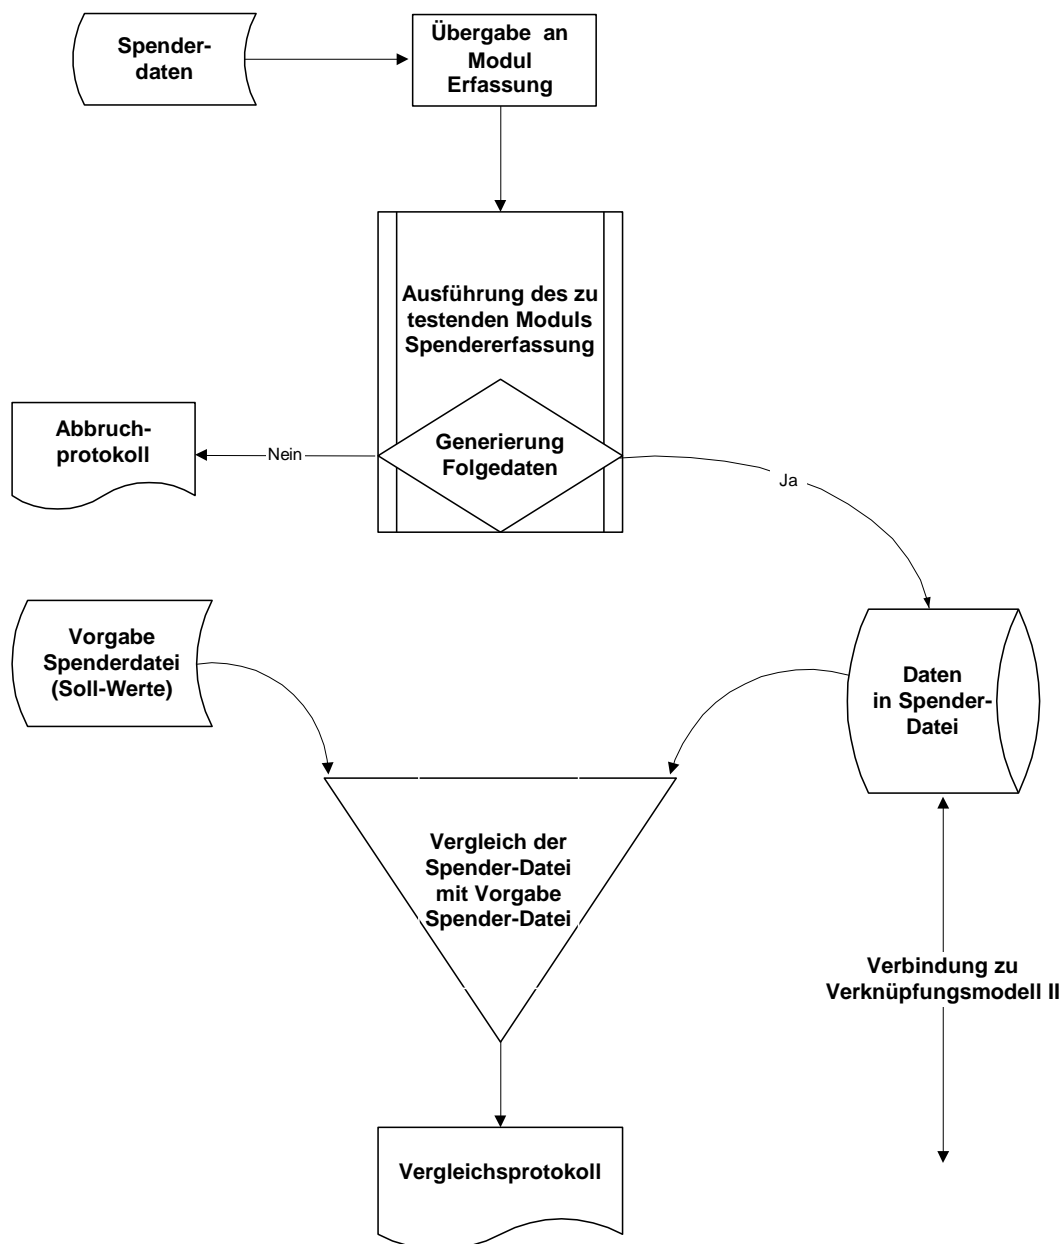 Spender-
daten
Übergabe an
Modul
Erfassung
Ausführung des zu
testenden Moduls
Spendererfassung
Generierung
Folgedaten
Nein
Ja
Abbruch-
protokoll
Vorgabe
Spenderdatei
(Soll-Werte)
Daten
in Spender-
Datei
Vergleich der
Spender-Datei
mit Vorgabe
Spender-Datei
Verbindung zu
Verknüpfungsmodell II
Vergleichsprotokoll